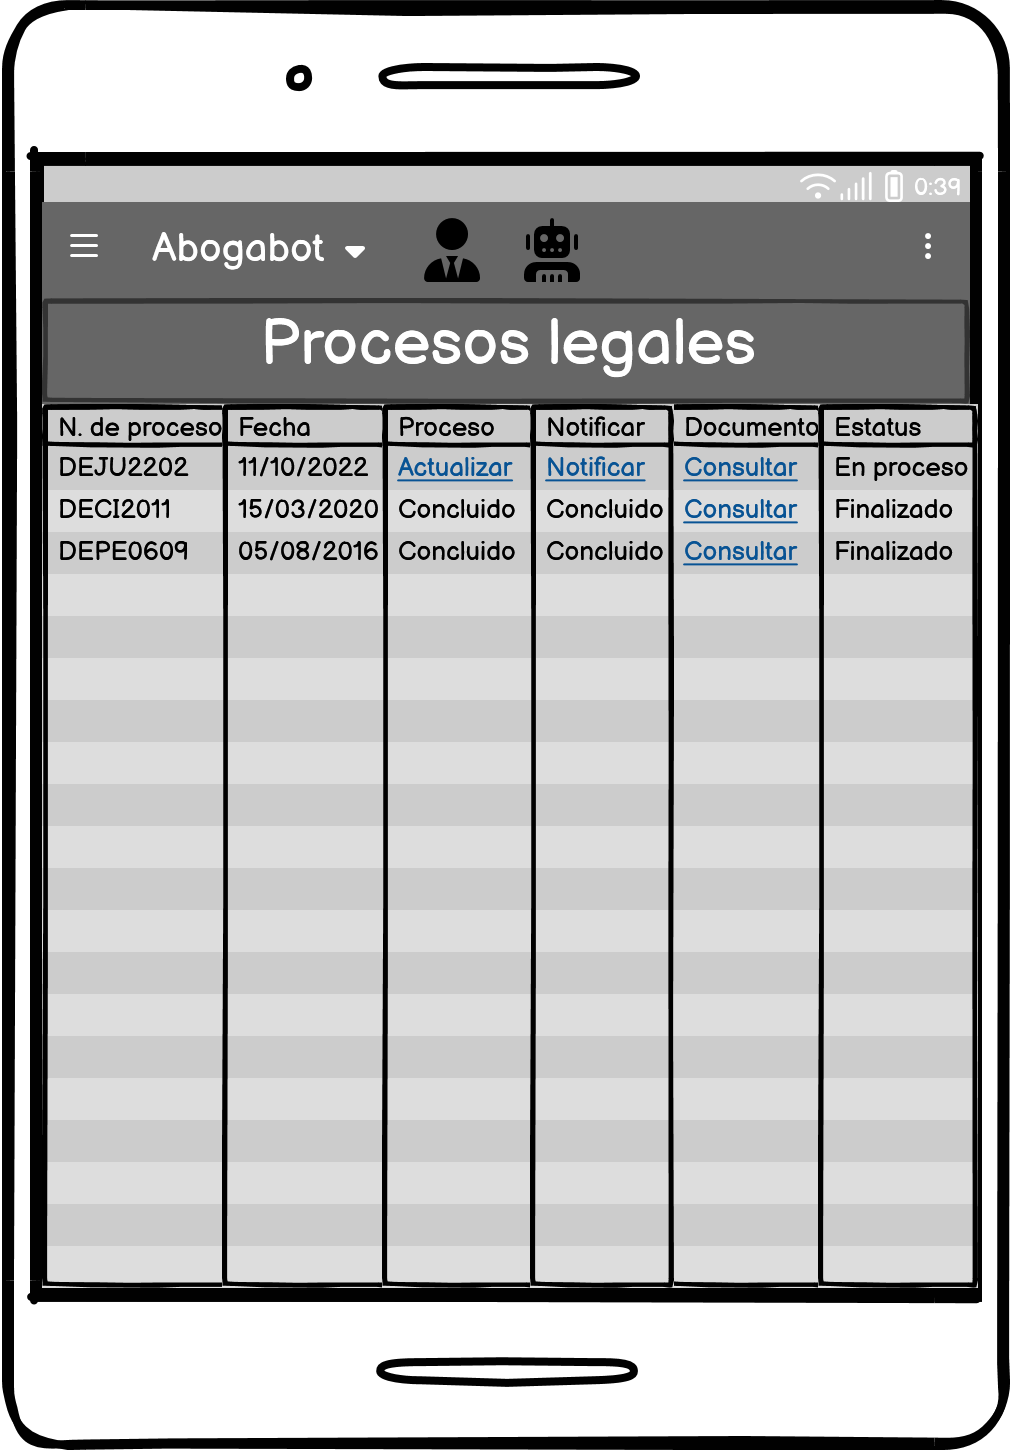 0:39
Abogabot
Procesos legales
N. de proceso Fecha Proceso Notificar Documento Estatus
DEJU2202 11/10/2022 Actualizar Notificar Consultar En proceso
DECI2011 15/03/2020 Concluido Concluido Consultar Finalizado
DEPE0609 05/08/2016 Concluido Concluido Consultar Finalizado